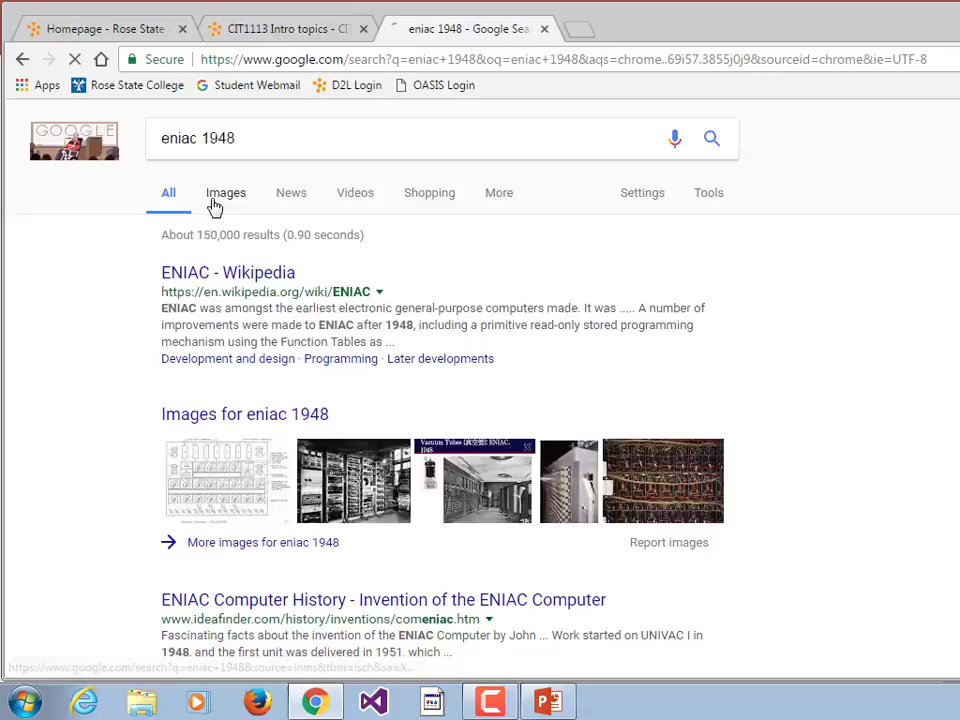 Homepage - Rose State
CIT1113 Intro topics - CI
eniac 1948 - Google Sea
Secure
https://www.google.com/search?q=eniac+1948&oq=eniac+1948&aqs=chrome..69i57.3855j0j9&sourceid=chrome&ie=UTF-8
Apps
Rose State College
Student Webmail
D2L Login
OASIS Login
GOOGLE
eniac 1948
All
Images
News
Videos
Shopping
More
Settings
Tools
About 150,000 results (0.90 seconds)
ENIAC - Wikipedia
https://en.wikipedia.org/wiki/ENIAC
ENIAC was amongst the earliest electronic general-purpose computers made. It was ..... A number of
improvements were made to ENIAC after 1948, including a primitive read-only stored programming
mechanism using the Function Tables as ...
Development and design · Programming · Later developments
Images for eniac 1948
Vacuum Tubes (真空管): ENIAC,
1948
More images for eniac 1948
Report images
ENIAC Computer History - Invention of the ENIAC Computer
www.ideafinder.com/history/inventions/comeniac.htm
Fascinating facts about the invention of the ENIAC Computer by John ... Work started on UNIVAC I in
1948, and the first unit was delivered in 1951, which ...
https://www.google.com/search?q=eniac+1948&source=lnms&tbm=isch&sa=X...